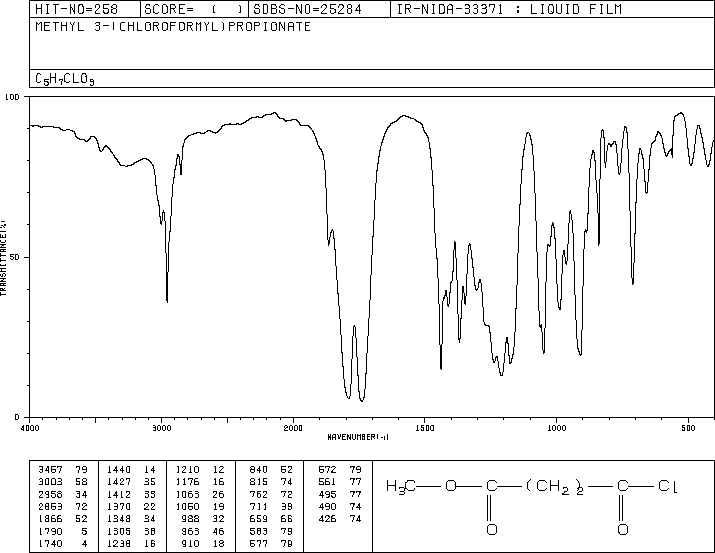 HIT-NO=258 SCORE= ( ) SDBS-NO=25284 IR-NIDA-33371 : LIQUID FILM
METHYL 3-(CHLOROFORMYL)PROPIONATE
C5H7CLO3
100
50
0
TRANSMITTANCE(%)
4000 3000 2000 1500 1000 500
WAVENUMBER(-1)
3467 79 1440 14 1210 12 840 52 672 79
3003 58 1427 35 1176 16 815 74 561 77
2958 34 1412 33 1063 26 762 72 495 77
2853 72 1370 22 1050 19 711 39 490 74
1866 52 1348 34 988 32 659 66 426 74
1790 5 1305 38 963 46 583 79
1740 4 1238 16 910 18 577 79
H3C O C (CH2)2 C Cl
O O